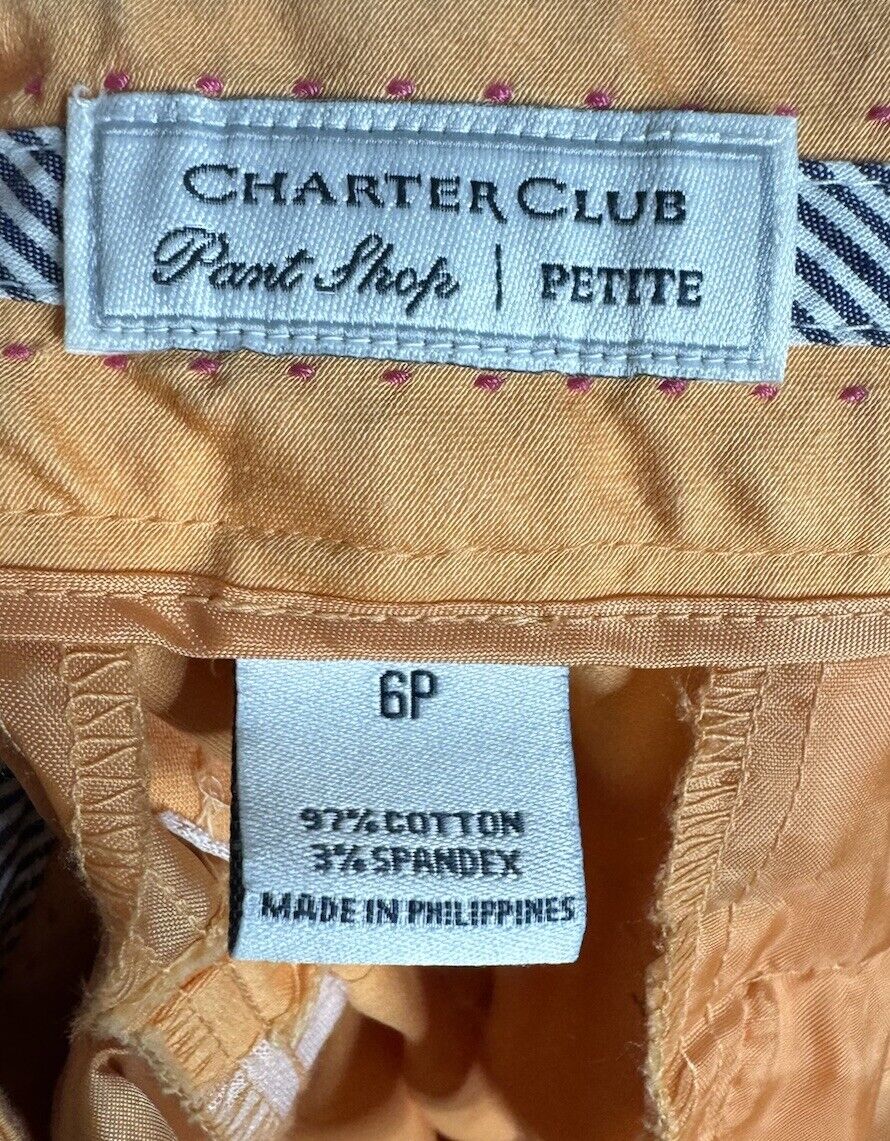 CHARTER CLUB
Pant Shop | PETITE
6P
97% COTTON
3% SPANDEX
MADE IN PHILIPPINES